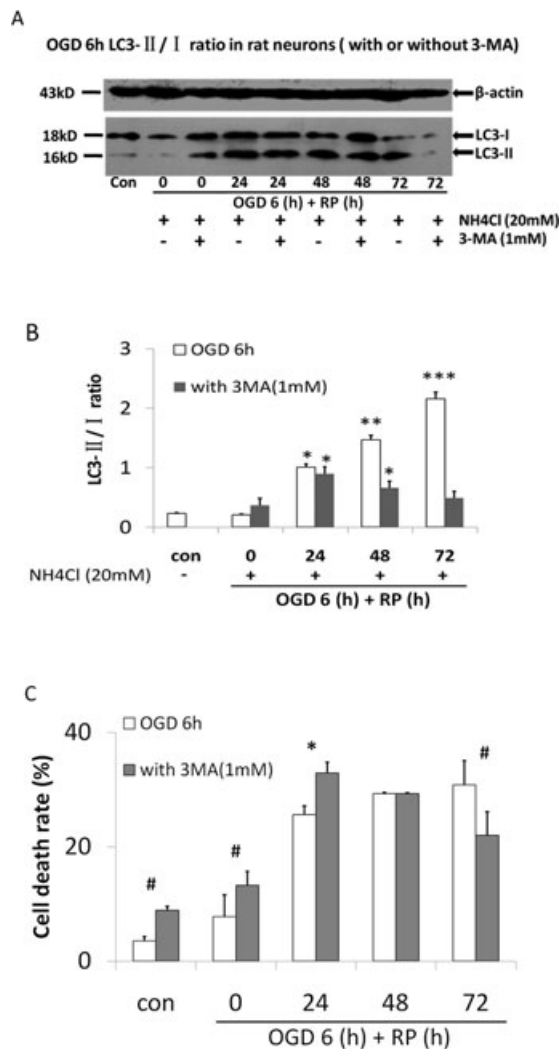 A
OGD 6h LC3-Ⅱ/Ⅰ ratio in rat neurons ( with or without 3-MA)
43kD β-actin
18kD LC3-I
16kD LC3-II
Con 0 0 24 24 48 48 72 72
OGD 6 (h) + RP (h)
+ + + + + + + + NH4Cl (20mM)
- + - + - + - + 3-MA (1mM)
B
3
2
1
0
LC3-Ⅱ/Ⅰ ratio
OGD 6h
with 3MA(1mM)
* * ** * ***
con 0 24 48 72
NH4Cl (20mM) - + + + +
OGD 6 (h) + RP (h)
C
40
20
0
Cell death rate (%)
OGD 6h
with 3MA(1mM)
# # * #
con 0 24 48 72
OGD 6 (h) + RP (h)